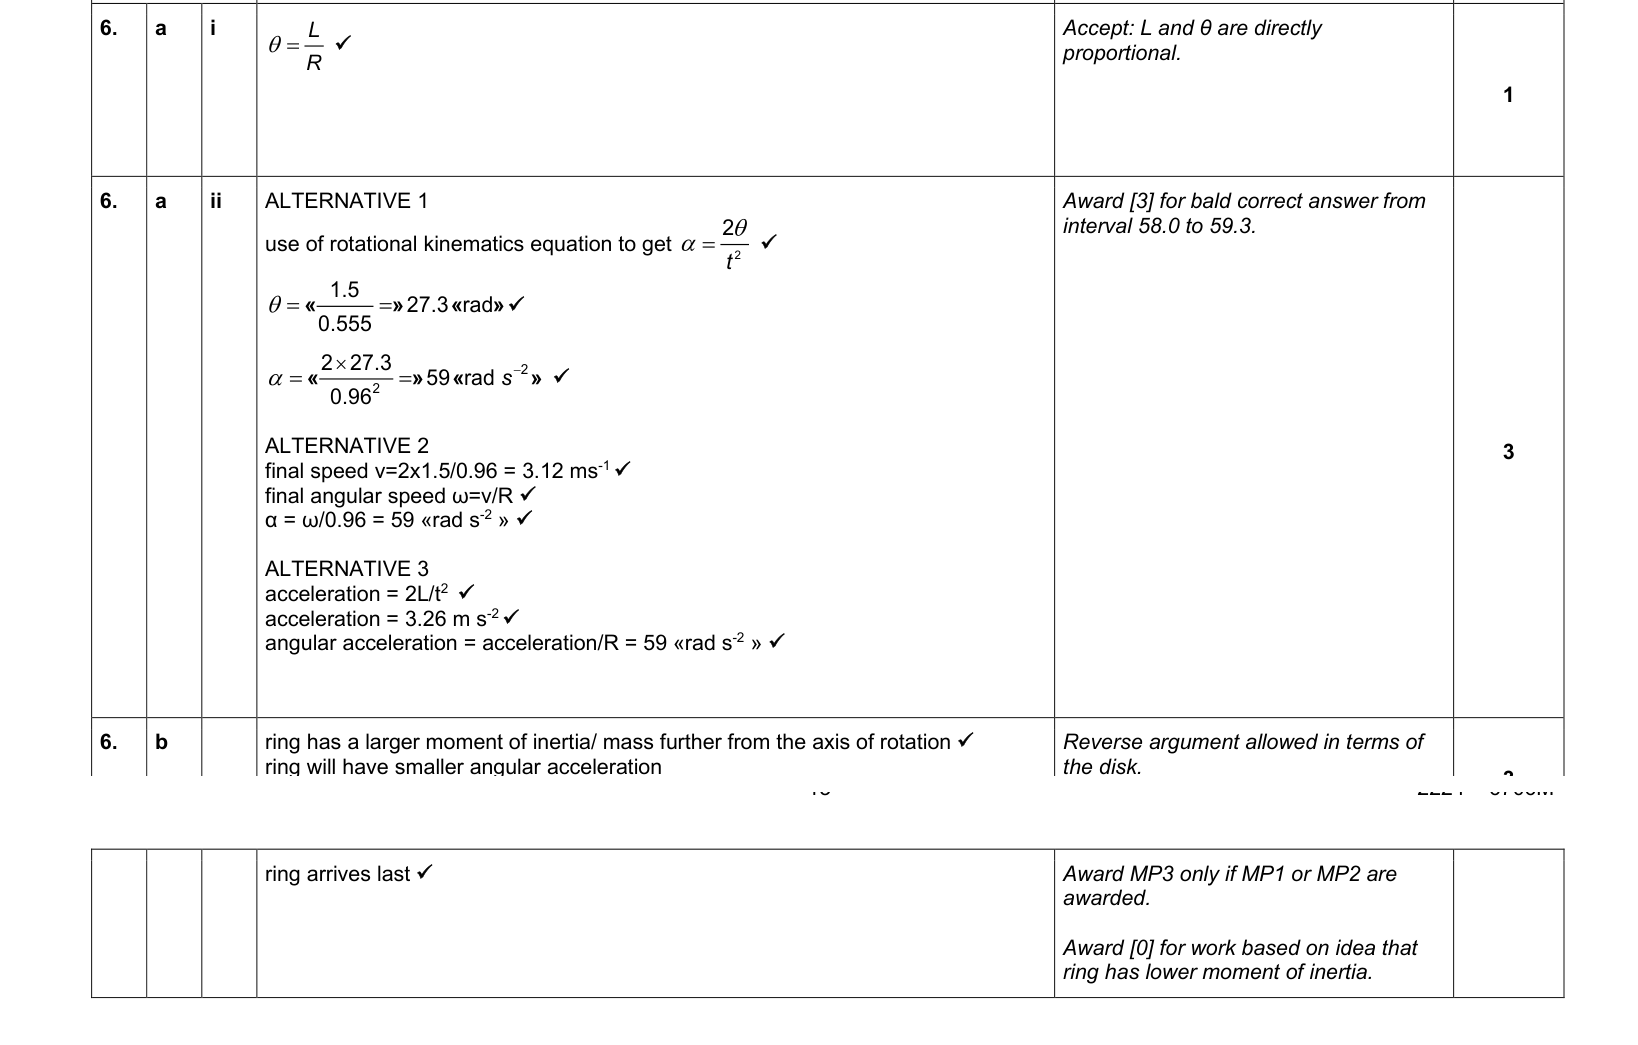 6. a i θ = L/R ✓ Accept: L and θ are directly
proportional.
1
6. a ii ALTERNATIVE 1 Award [3] for bald correct answer from
interval 58.0 to 59.3.
use of rotational kinematics equation to get α = 2θ/t² ✓
θ = «1.5/0.555 =» 27.3 «rad» ✓
α = «2×27.3/0.96² =» 59 «rad s⁻²» ✓
ALTERNATIVE 2
3
final speed v=2x1.5/0.96 = 3.12 ms⁻¹ ✓
final angular speed ω=v/R ✓
α = ω/0.96 = 59 «rad s⁻² » ✓
ALTERNATIVE 3
acceleration = 2L/t² ✓
acceleration = 3.26 m s⁻² ✓
angular acceleration = acceleration/R = 59 «rad s⁻² » ✓
6. b ring has a larger moment of inertia/ mass further from the axis of rotation ✓ Reverse argument allowed in terms of
ring will have smaller angular acceleration the disk.
ring arrives last ✓ Award MP3 only if MP1 or MP2 are
awarded.
Award [0] for work based on idea that
ring has lower moment of inertia.